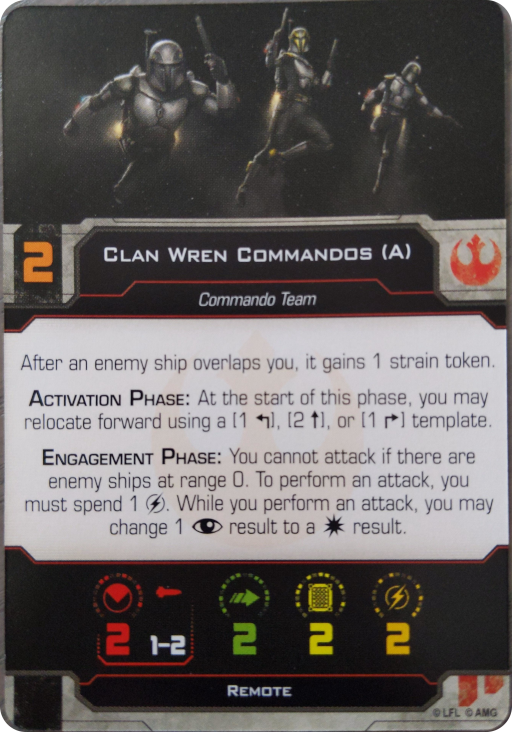 2
CLAN WREN COMMANDOS (A)
Commando Team
After an enemy ship overlaps you, it gains 1 strain token.
ACTIVATION PHASE: At the start of this phase, you may
relocate forward using a [1 ↰], [2 ⬆], or [1 ↱] template.
ENGAGEMENT PHASE: You cannot attack if there are
enemy ships at range 0. To perform an attack, you
must spend 1 . While you perform an attack, you may
change 1 result to a result.
2 1–2 2 2 2
REMOTE
© LFL © AMG